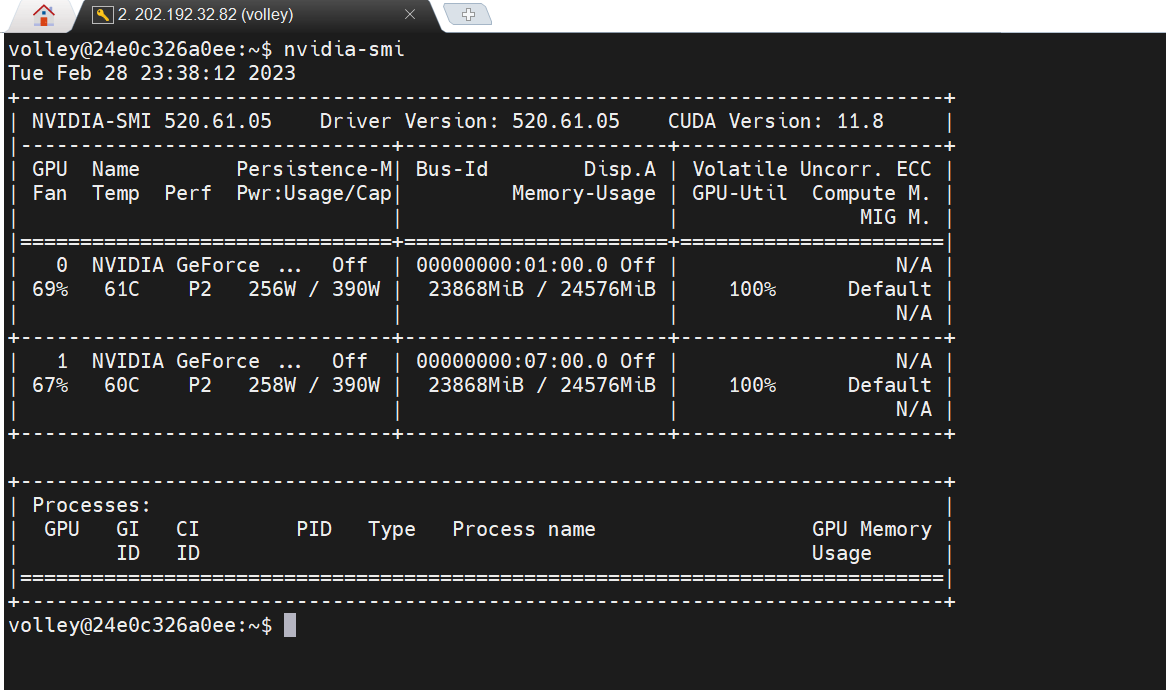 2. 202.192.32.82 (volley)
volley@24e0c326a0ee:~$ nvidia-smi
Tue Feb 28 23:38:12 2023
+-----------------------------------------------------------------------------+
| NVIDIA-SMI 520.61.05    Driver Version: 520.61.05    CUDA Version: 11.8     |
|-------------------------------+----------------------+----------------------+
| GPU  Name        Persistence-M| Bus-Id        Disp.A | Volatile Uncorr. ECC |
| Fan  Temp  Perf  Pwr:Usage/Cap|         Memory-Usage | GPU-Util  Compute M. |
|                               |                      |               MIG M. |
|===============================+======================+======================|
|   0  NVIDIA GeForce ...  Off  | 00000000:01:00.0 Off |                  N/A |
| 69%   61C    P2   256W / 390W |  23868MiB / 24576MiB |    100%      Default |
|                               |                      |                  N/A |
+-------------------------------+----------------------+----------------------+
|   1  NVIDIA GeForce ...  Off  | 00000000:07:00.0 Off |                  N/A |
| 67%   60C    P2   258W / 390W |  23868MiB / 24576MiB |    100%      Default |
|                               |                      |                  N/A |
+-------------------------------+----------------------+----------------------+
+-----------------------------------------------------------------------------+
| Processes:                                                                  |
|  GPU   GI   CI        PID   Type   Process name                  GPU Memory |
|        ID   ID                                                   Usage      |
|=============================================================================|
+-----------------------------------------------------------------------------+
volley@24e0c326a0ee:~$